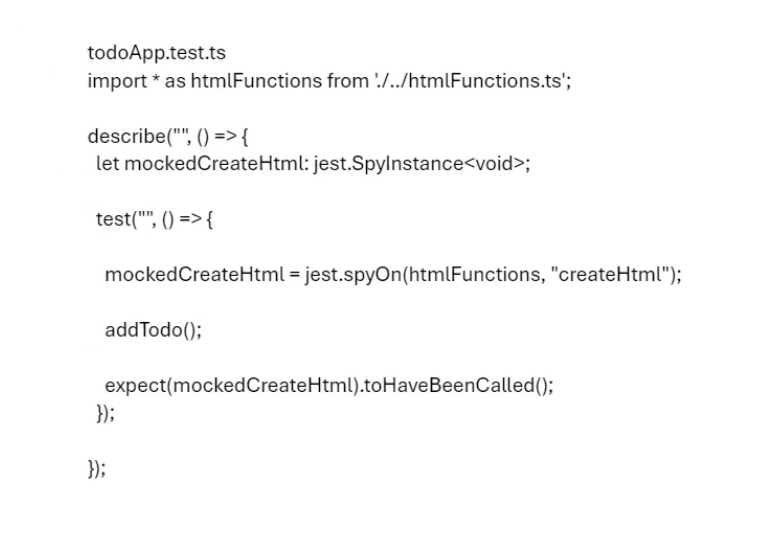 todoApp.test.ts
import * as htmlFunctions from './../htmlFunctions.ts';
describe("", () => {
let mockedCreateHtml: jest.SpyInstance<void>;
test("", () => {
mockedCreateHtml = jest.spyOn(htmlFunctions, "createHtml");
addTodo();
expect(mockedCreateHtml).toHaveBeenCalled();
});
});